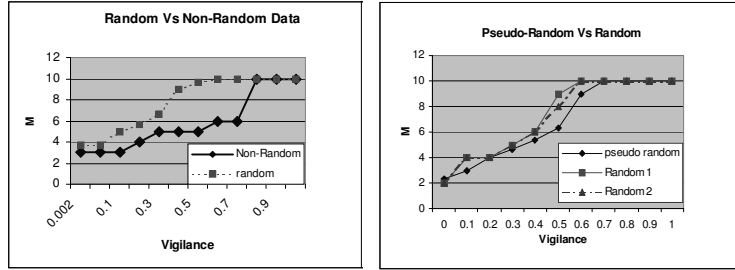 Random Vs Non-Random Data
12
10
8
6
4
2
0
M
0.002
0.1
0.3
0.5
0.7
0.9
Vigilance
Non-Random
random
Pseudo-Random Vs Random
12
10
8
6
4
2
0
M
0 0.1 0.2 0.3 0.4 0.5 0.6 0.7 0.8 0.9 1
Vigilance
pseudo random
Random 1
Random 2